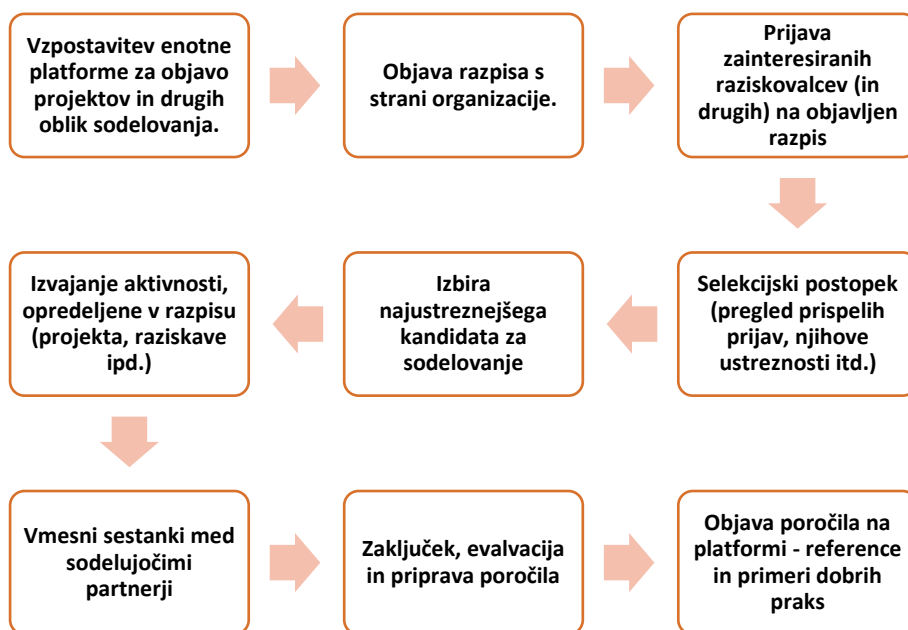 Vzpostavitev enotne
platforme za objavo
projektov in drugih
oblik sodelovanja.
Objava razpisa s
strani organizacije.
Prijava
zainteresiranih
raziskovalcev (in
drugih) na objavljen
razpis
Selekcijski postopek
(pregled prispelih
prijav, njihove
ustreznosti itd.)
Izbira
najustreznejšega
kandidata za
sodelovanje
Izvajanje aktivnosti,
opredeljene v razpisu
(projekta, raziskave
ipd.)
Vmesni sestanki med
sodelujočimi
partnerji
Zaključek, evalvacija
in priprava poročila
Objava poročila na
platformi - reference
in primeri dobrih
praks